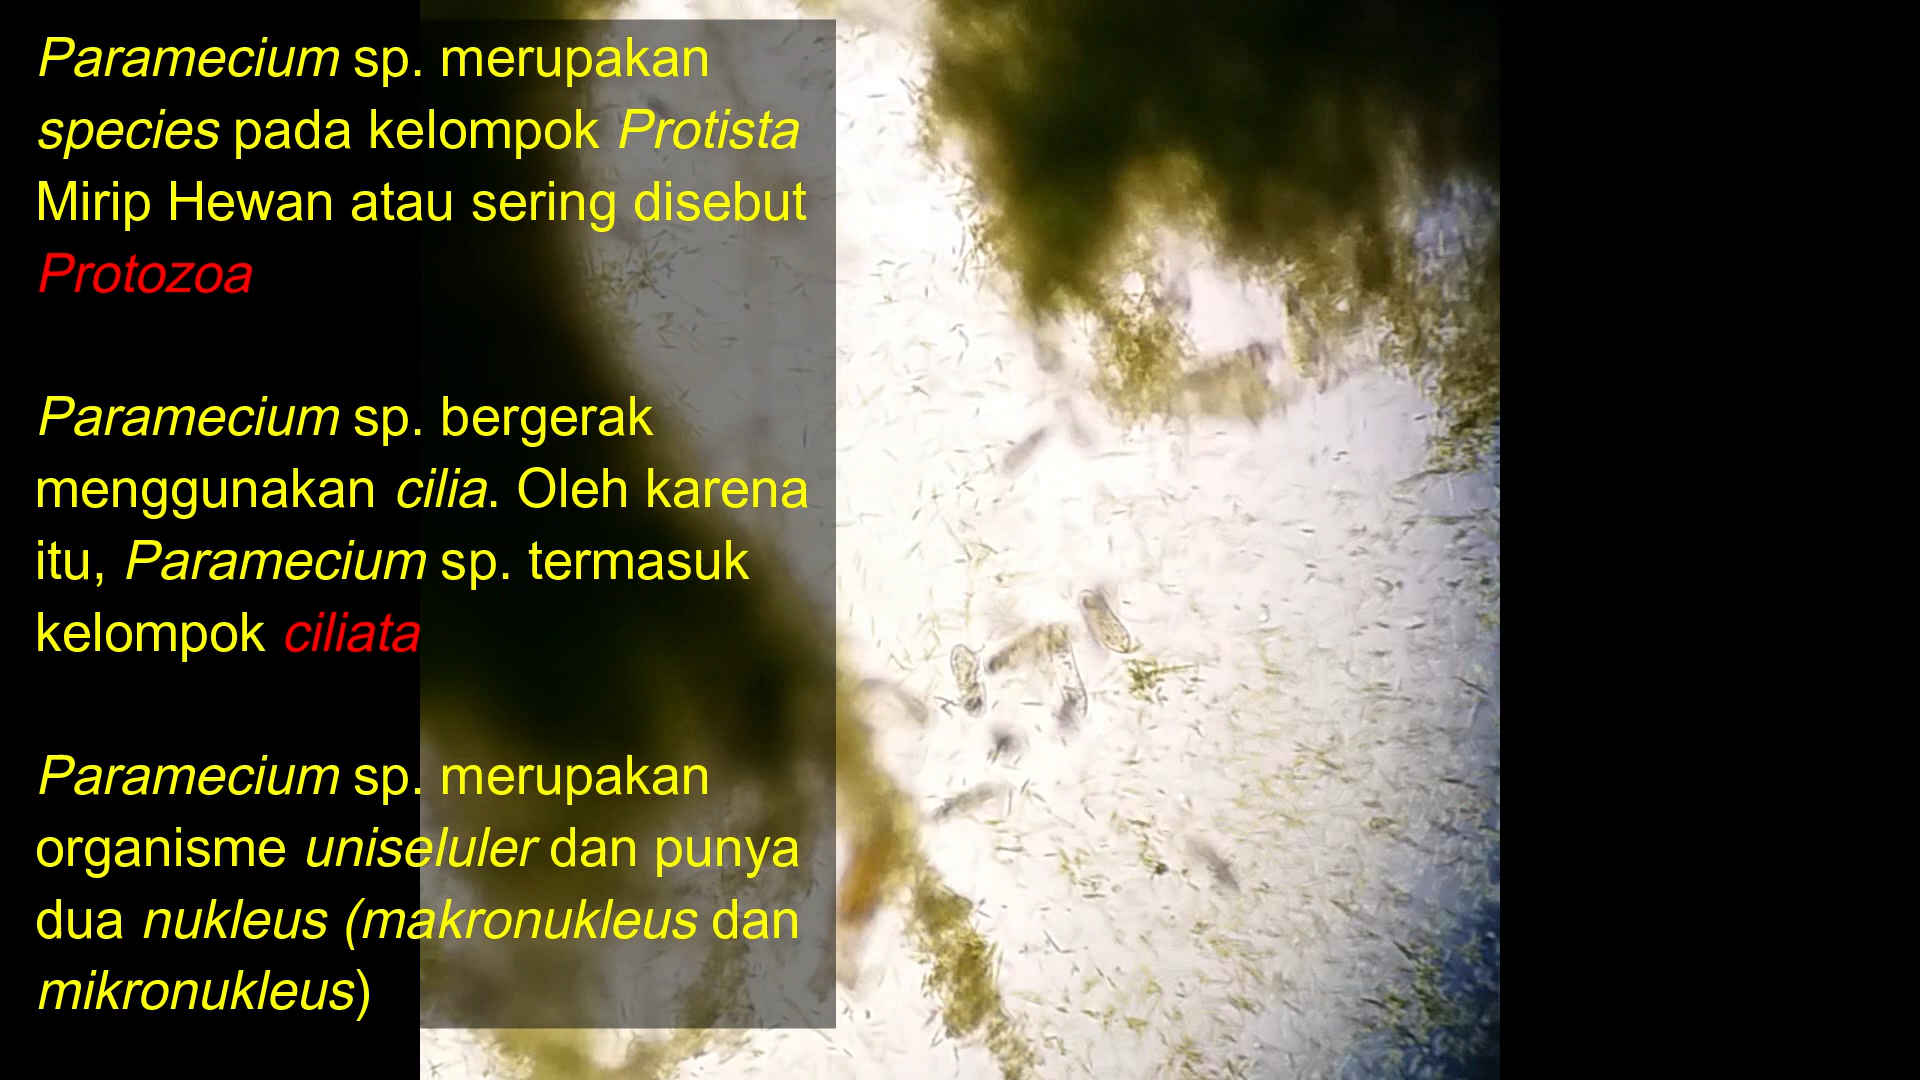 Paramecium sp. merupakan
species pada kelompok Protista
Mirip Hewan atau sering disebut
Protozoa
Paramecium sp. bergerak
menggunakan cilia. Oleh karena
itu, Paramecium sp. termasuk
kelompok ciliata
Paramecium sp. merupakan
organisme uniseluler dan punya
dua nukleus (makronukleus dan
mikronukleus)